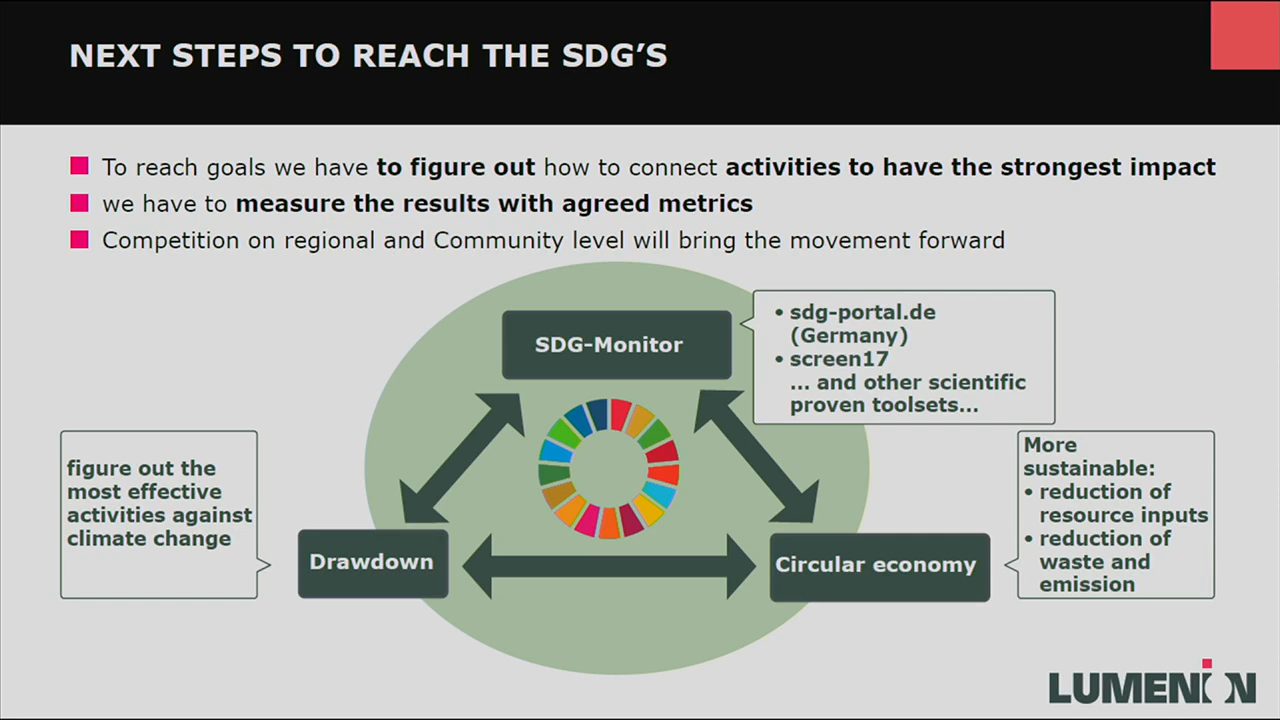 NEXT STEPS TO REACH THE SDG’S
To reach goals we have to figure out how to connect activities to have the strongest impact
we have to measure the results with agreed metrics
Competition on regional and Community level will bring the movement forward
SDG-Monitor
• sdg-portal.de
(Germany)
• screen17
... and other scientific
proven toolsets...
figure out the
most effective
activities against
climate change
Drawdown
Circular economy
More
sustainable:
• reduction of
resource inputs
• reduction of
waste and
emission
LUMENION